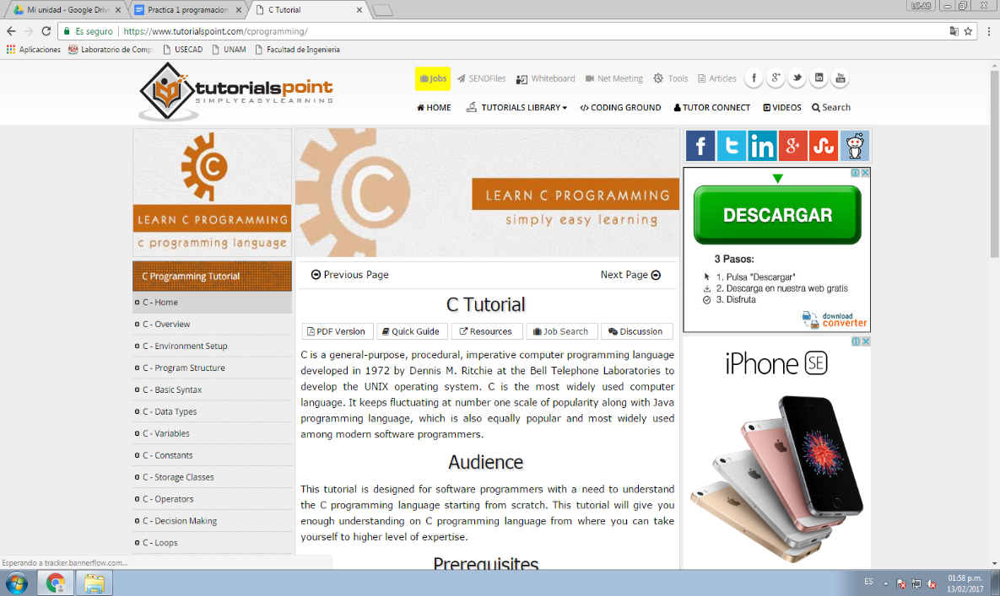 Mi unidad - Google Drive
Practica 1 programacion
C Tutorial
LC-AD
Es seguro
https://www.tutorialspoint.com/cprogramming/
Aplicaciones
Laboratorio de Comp
USECAD
UNAM
Facultad de Ingenieria
tutorialspoint
SIMPLYEASYLEARNING
Jobs
SENDFiles
Whiteboard
Net Meeting
Tools
Articles
HOME
TUTORIALS LIBRARY
CODING GROUND
TUTOR CONNECT
VIDEOS
Search
C
LEARN C PROGRAMMING
c programming language
C
LEARN C PROGRAMMING
simply easy learning
C Programming Tutorial
C - Home
C - Overview
C - Environment Setup
C - Program Structure
C - Basic Syntax
C - Data Types
C - Variables
C - Constants
C - Storage Classes
C - Operators
C - Decision Making
C - Loops
Previous Page
Next Page
C Tutorial
PDF Version
Quick Guide
Resources
Job Search
Discussion
C is a general-purpose, procedural, imperative computer programming language
developed in 1972 by Dennis M. Ritchie at the Bell Telephone Laboratories to
develop the UNIX operating system. C is the most widely used computer
language. It keeps fluctuating at number one scale of popularity along with Java
programming language, which is also equally popular and most widely used
among modern software programmers.
Audience
This tutorial is designed for software programmers with a need to understand
the C programming language starting from scratch. This tutorial will give you
enough understanding on C programming language from where you can take
yourself to higher level of expertise.
Prerequisites
DESCARGAR
3 Pasos:
1. Pulsa "Descargar"
2. Descarga en nuestra web gratis
3. Disfruta
download
converter
iPhone SE
Esperando a tracker.bannerflow.com...
ES
01:58 p.m.
13/02/2017